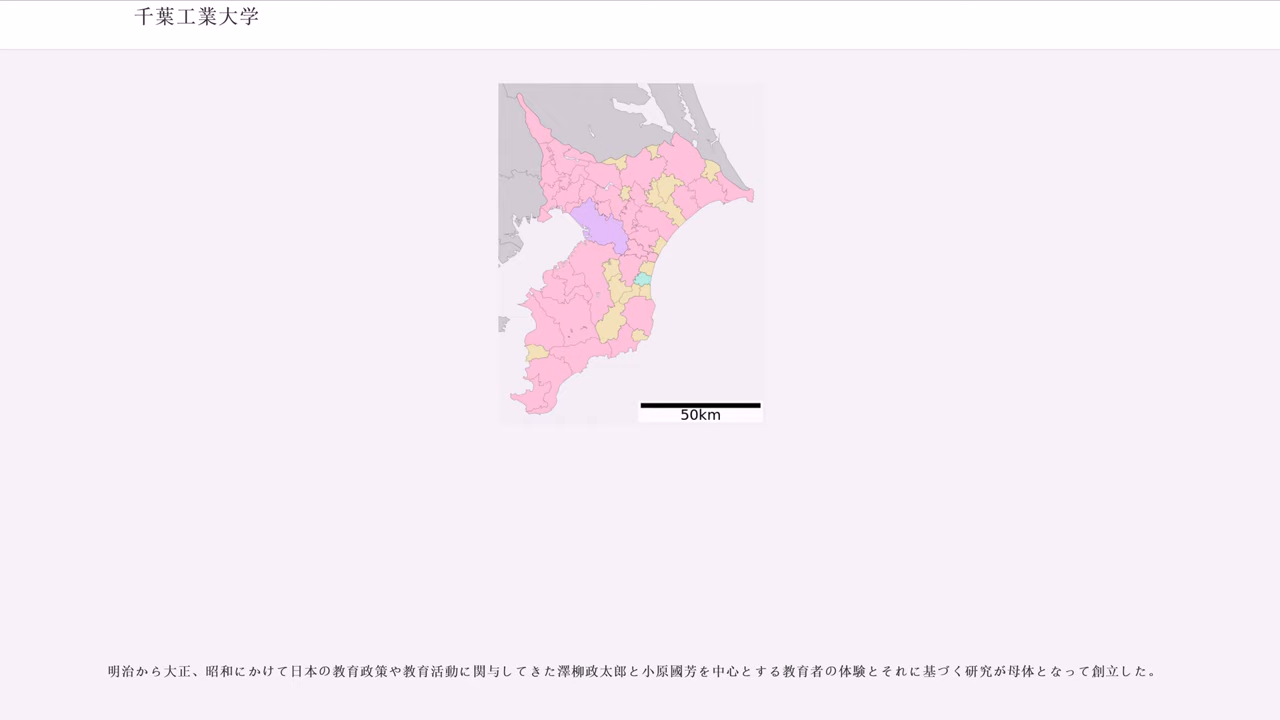 千葉工業大学
50km
明治から大正、昭和にかけて日本の教育政策や教育活動に関与してきた澤柳政太郎と小原國芳を中心とする教育者の体験とそれに基づく研究が母体となって創立した。